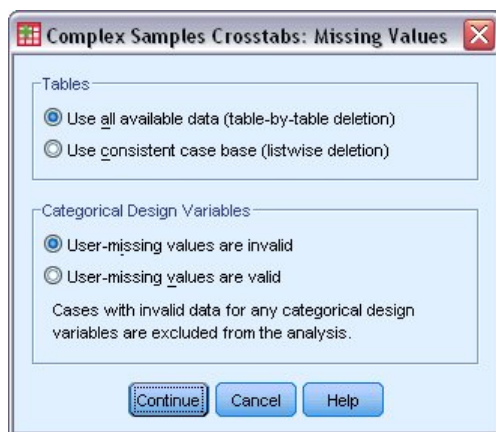 Complex Samples Crosstabs: Missing Values
Tables
Use all available data (table-by-table deletion)
Use consistent case base (listwise deletion)
Categorical Design Variables
User-missing values are invalid
User-missing values are valid
Cases with invalid data for any categorical design
variables are excluded from the analysis.
Continue Cancel Help